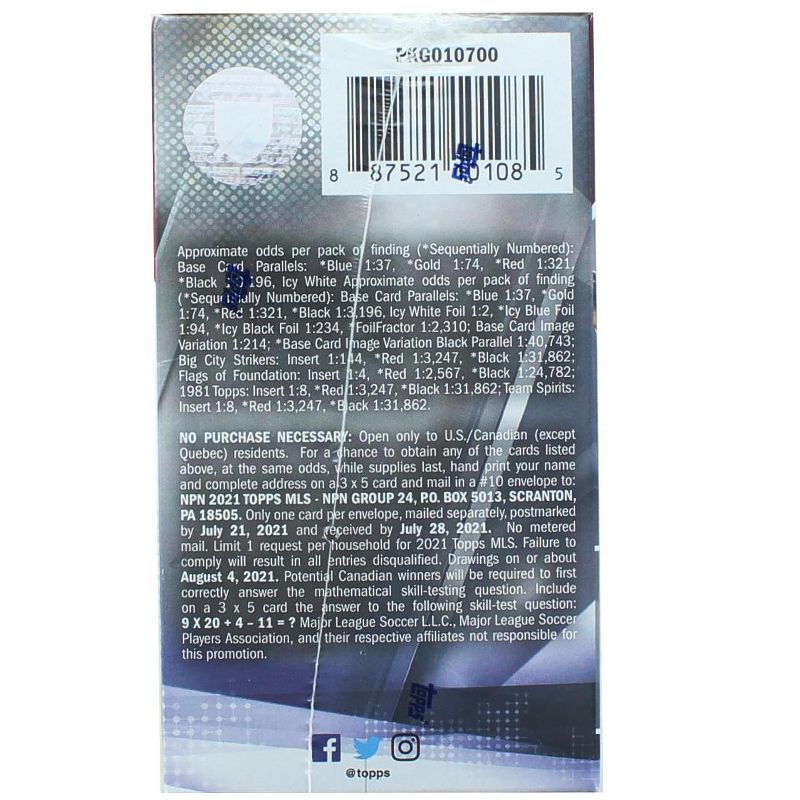 PKG010700
8 87521 0108 5
Approximate odds per pack of finding (*Sequentially Numbered):
Base Card Parallels: *Blue 1:37, *Gold 1:74, *Red 1:321,
*Black 1:3,196, Icy White Approximate odds per pack of finding
(*Sequentially Numbered): Base Card Parallels: *Blue 1:37, *Gold
1:74, *Red 1:321, *Black 1:3,196, Icy White Foil 1:2, *Icy Blue Foil
1:94, *Icy Black Foil 1:234, *FoilFractor 1:2,310; Base Card Image
Variation 1:214; *Base Card Image Variation Black Parallel 1:40,743;
Big City Strikers: Insert 1:144, *Red 1:3,247, *Black 1:31,862;
Flags of Foundation: Insert 1:4, *Red 1:2,567, *Black 1:24,782;
1981 Topps: Insert 1:8, *Red 1:3,247, *Black 1:31,862; Team Spirits:
Insert 1:8, *Red 1:3,247, *Black 1:31,862.
NO PURCHASE NECESSARY: Open only to U.S./Canadian (except
Quebec) residents. For a chance to obtain any of the cards listed
above, at the same odds, while supplies last, hand print your name
and complete address on a 3 x 5 card and mail in a #10 envelope to:
NPN 2021 TOPPS MLS - NPN GROUP 24, P.O. BOX 5013, SCRANTON,
PA 18505. Only one card per envelope, mailed separately, postmarked
by July 21, 2021 and received by July 28, 2021. No metered
mail. Limit 1 request per household for 2021 Topps MLS. Failure to
comply will result in all entries disqualified. Drawings on or about
August 4, 2021. Potential Canadian winners will be required to first
correctly answer the mathematical skill-testing question. Include
on a 3 x 5 card the answer to the following skill-test question:
9 X 20 + 4 – 11 = ? Major League Soccer L.L.C., Major League Soccer
Players Association, and their respective affiliates not responsible for
this promotion.
topps
@topps